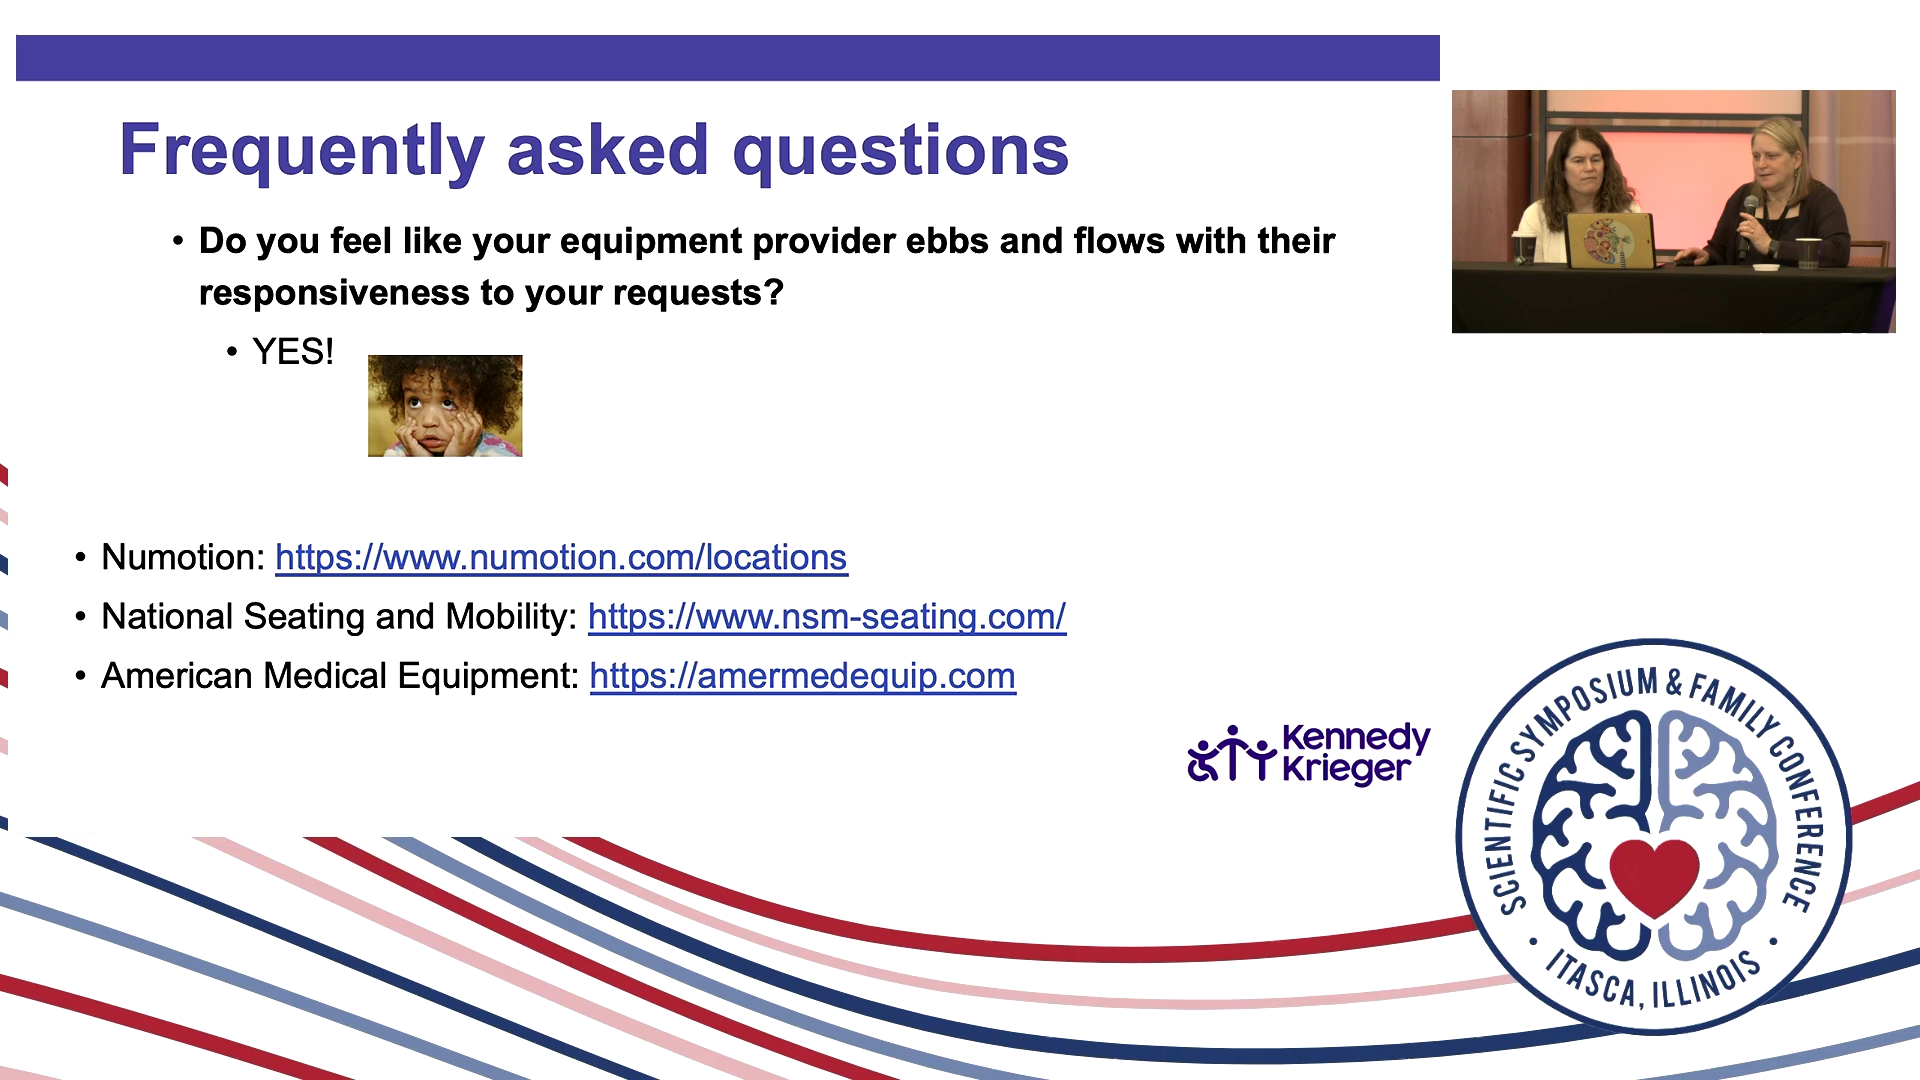 Frequently asked questions
• Do you feel like your equipment provider ebbs and flows with their
responsiveness to your requests?
• YES!
• Numotion: https://www.numotion.com/locations
• National Seating and Mobility: https://www.nsm-seating.com/
• American Medical Equipment: https://amermedequip.com
Kennedy
Krieger
SCIENTIFIC SYMPOSIUM & FAMILY CONFERENCE
• ITASCA, ILLINOIS •